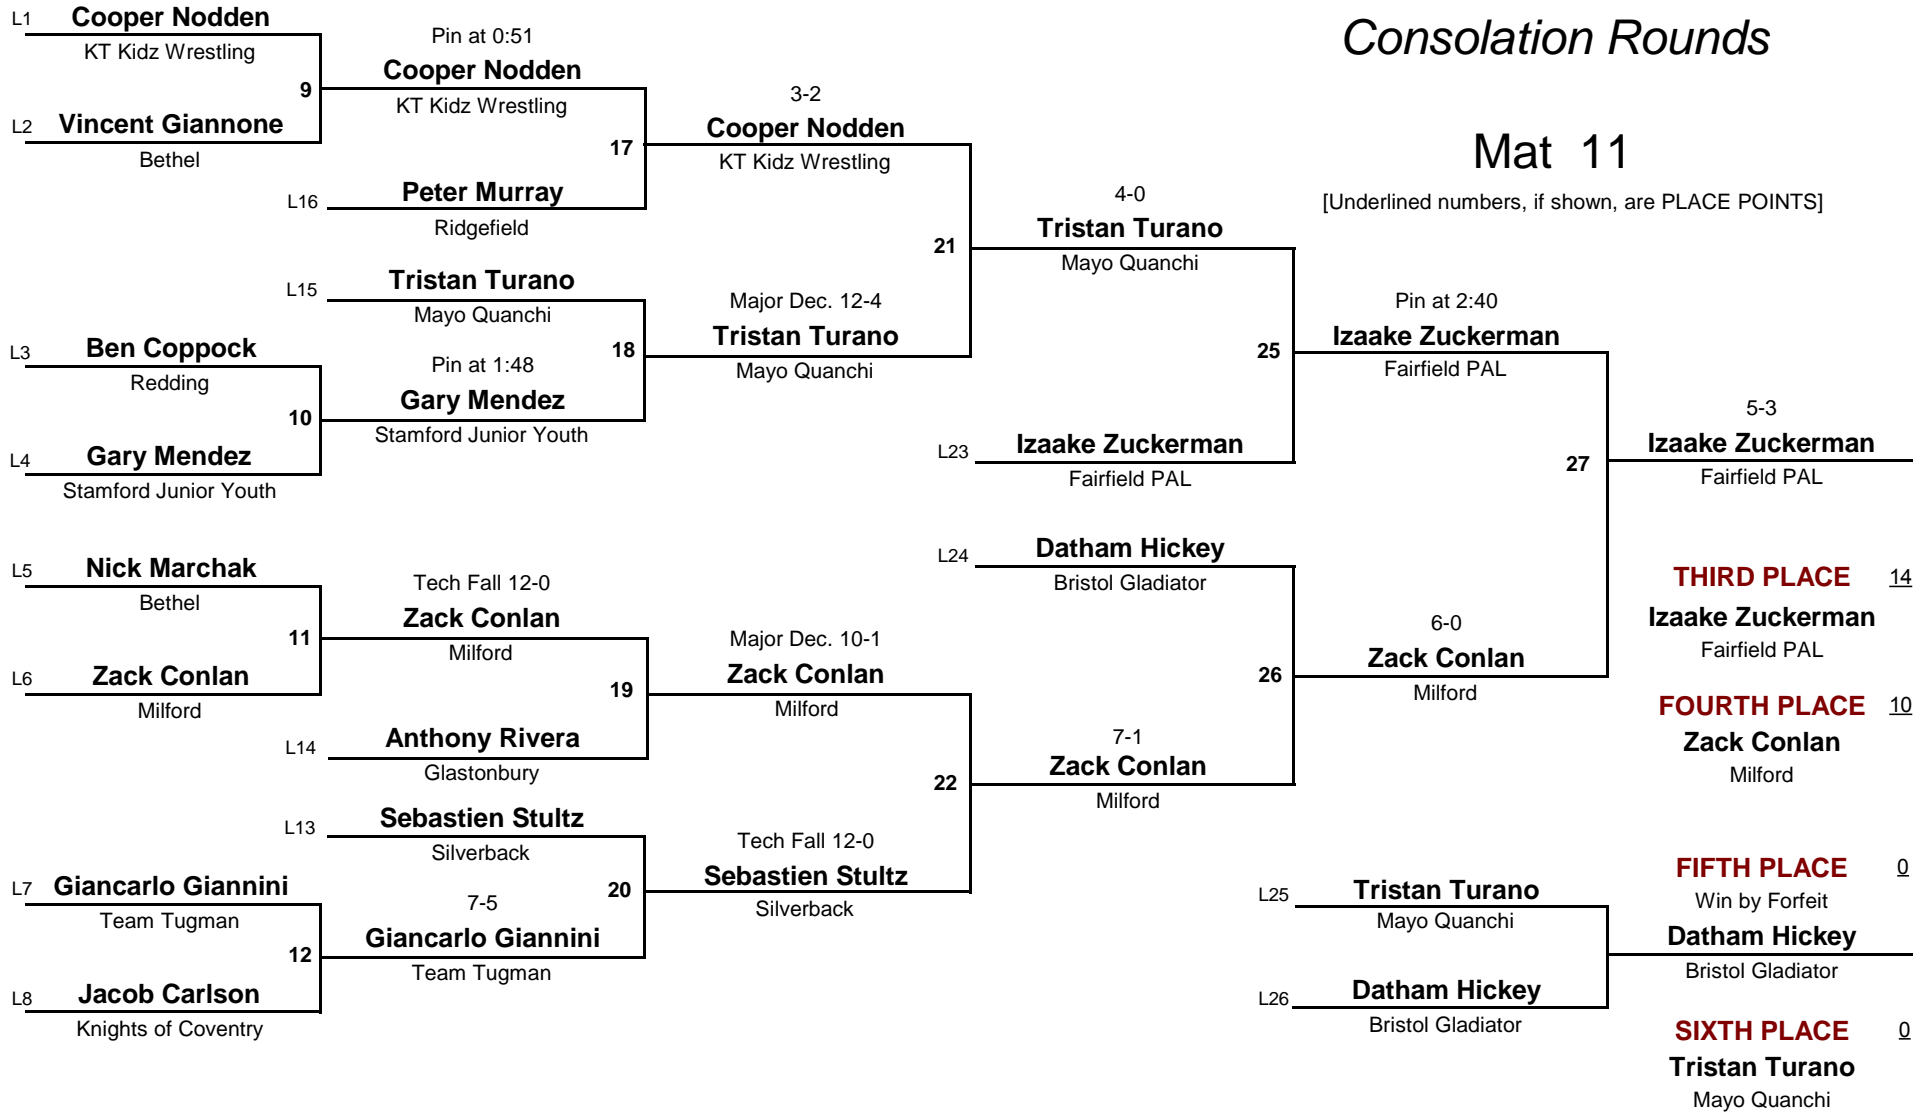 Consolation Rounds
Mat 11
[Underlined numbers, if shown, are PLACE POINTS]
L1 Cooper Nodden
KT Kidz Wrestling
9
L2 Vincent Giannone
Bethel
L3 Ben Coppock
Redding
10
L4 Gary Mendez
Stamford Junior Youth
L5 Nick Marchak
Bethel
11
L6 Zack Conlan
Milford
L7 Giancarlo Giannini
Team Tugman
12
L8 Jacob Carlson
Knights of Coventry
Pin at 0:51
Cooper Nodden
KT Kidz Wrestling
17
L16 Peter Murray
Ridgefield
L15 Tristan Turano
Mayo Quanchi
18
Pin at 1:48
Gary Mendez
Stamford Junior Youth
Tech Fall 12-0
Zack Conlan
Milford
19
L14 Anthony Rivera
Glastonbury
L13 Sebastien Stultz
Silverback
20
7-5
Giancarlo Giannini
Team Tugman
3-2
Cooper Nodden
KT Kidz Wrestling
21
Major Dec. 12-4
Tristan Turano
Mayo Quanchi
Major Dec. 10-1
Zack Conlan
Milford
22
Tech Fall 12-0
Sebastien Stultz
Silverback
4-0
Tristan Turano
Mayo Quanchi
25
L23 Izaake Zuckerman
Fairfield PAL
L24 Datham Hickey
Bristol Gladiator
26
7-1
Zack Conlan
Milford
Pin at 2:40
Izaake Zuckerman
Fairfield PAL
27
6-0
Zack Conlan
Milford
5-3
Izaake Zuckerman
Fairfield PAL
THIRD PLACE 14
Izaake Zuckerman
Fairfield PAL
FOURTH PLACE 10
Zack Conlan
Milford
L25 Tristan Turano
Mayo Quanchi
L26 Datham Hickey
Bristol Gladiator
FIFTH PLACE 0
Win by Forfeit
Datham Hickey
Bristol Gladiator
SIXTH PLACE 0
Tristan Turano
Mayo Quanchi